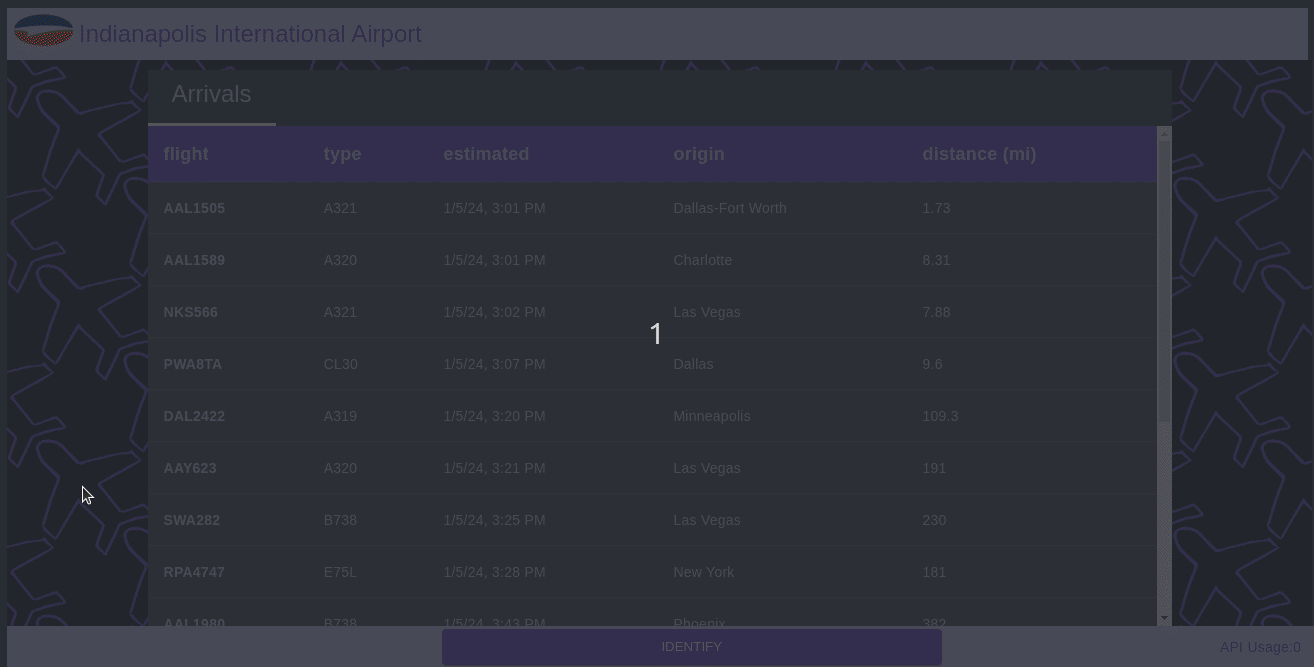 Indianapolis International Airport
Arrivals
flight type estimated origin distance (mi)
AAL1505 A321 1/5/24, 3:01 PM Dallas-Fort Worth 1.73
AAL1589 A320 1/5/24, 3:01 PM Charlotte 8.31
NKS566 A321 1/5/24, 3:02 PM Las Vegas 7.88
1
PWA8TA CL30 1/5/24, 3:07 PM Dallas 9.6
DAL2422 A319 1/5/24, 3:20 PM Minneapolis 109.3
AAY623 A320 1/5/24, 3:21 PM Las Vegas 191
SWA282 B738 1/5/24, 3:25 PM Las Vegas 230
RPA4747 E75L 1/5/24, 3:28 PM New York 181
AAL1980 B738 1/5/24, 3:43 PM Phoenix 382
IDENTIFY
API Usage:0